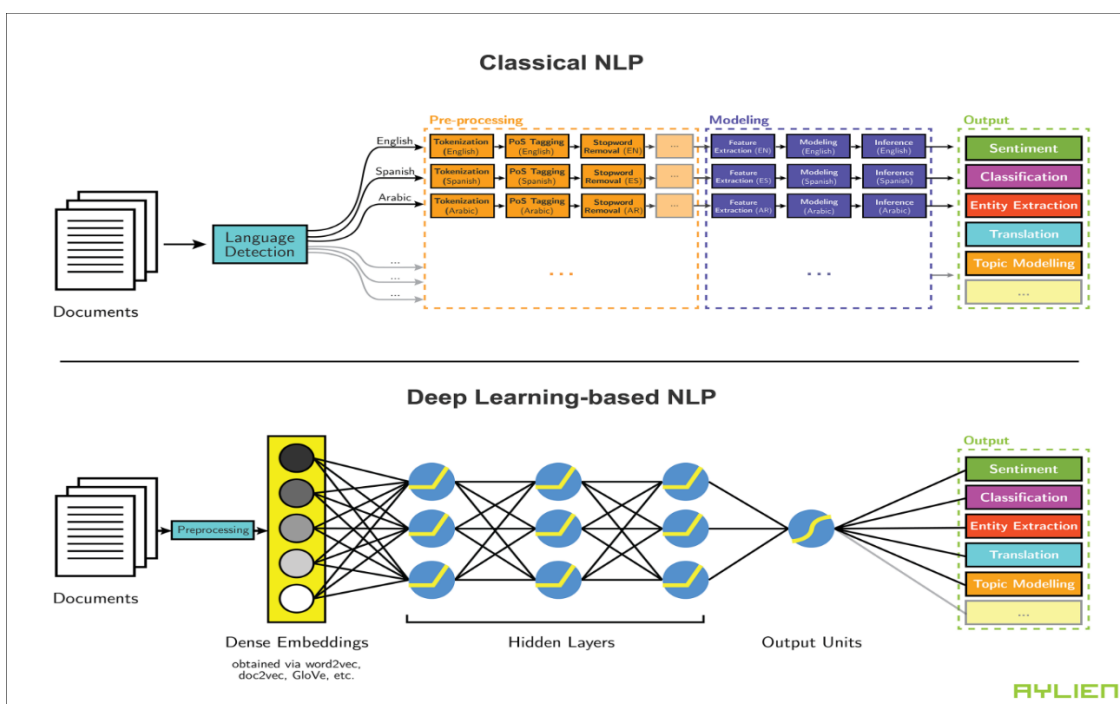 Classical NLP
Pre-processing
Modeling
Output
English
Tokenization
(English)
PoS Tagging
(English)
Stopword
Removal (EN)
...
Feature
Extraction (EN)
Modeling
(English)
Inference
(English)
Sentiment
Spanish
Tokenization
(Spanish)
PoS Tagging
(Spanish)
Stopword
Removal (ES)
...
Feature
Extraction (ES)
Modeling
(Spanish)
Inference
(Spanish)
Classification
Arabic
Tokenization
(Arabic)
PoS Tagging
(Arabic)
Stopword
Removal (AR)
...
Feature
Extraction (AR)
Modeling
(Arabic)
Inference
(Arabic)
Entity Extraction
Language
Detection
Translation
...
...
...
...
...
Topic Modelling
...
Documents
Deep Learning-based NLP
Output
Sentiment
Classification
Preprocessing
Entity Extraction
Translation
Topic Modelling
...
Documents
Dense Embeddings
obtained via word2vec,
doc2vec, GloVe, etc.
Hidden Layers
Output Units
AYLIEN